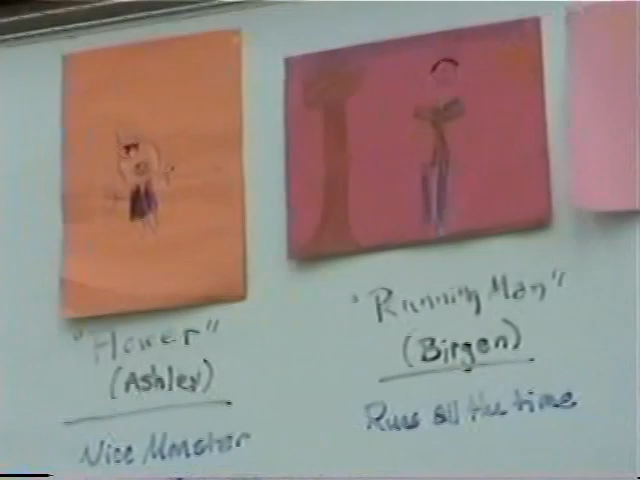 "Flower"
(Ashley)
Nice Monster
"Running Man"
(Birgen)
Runs all the time